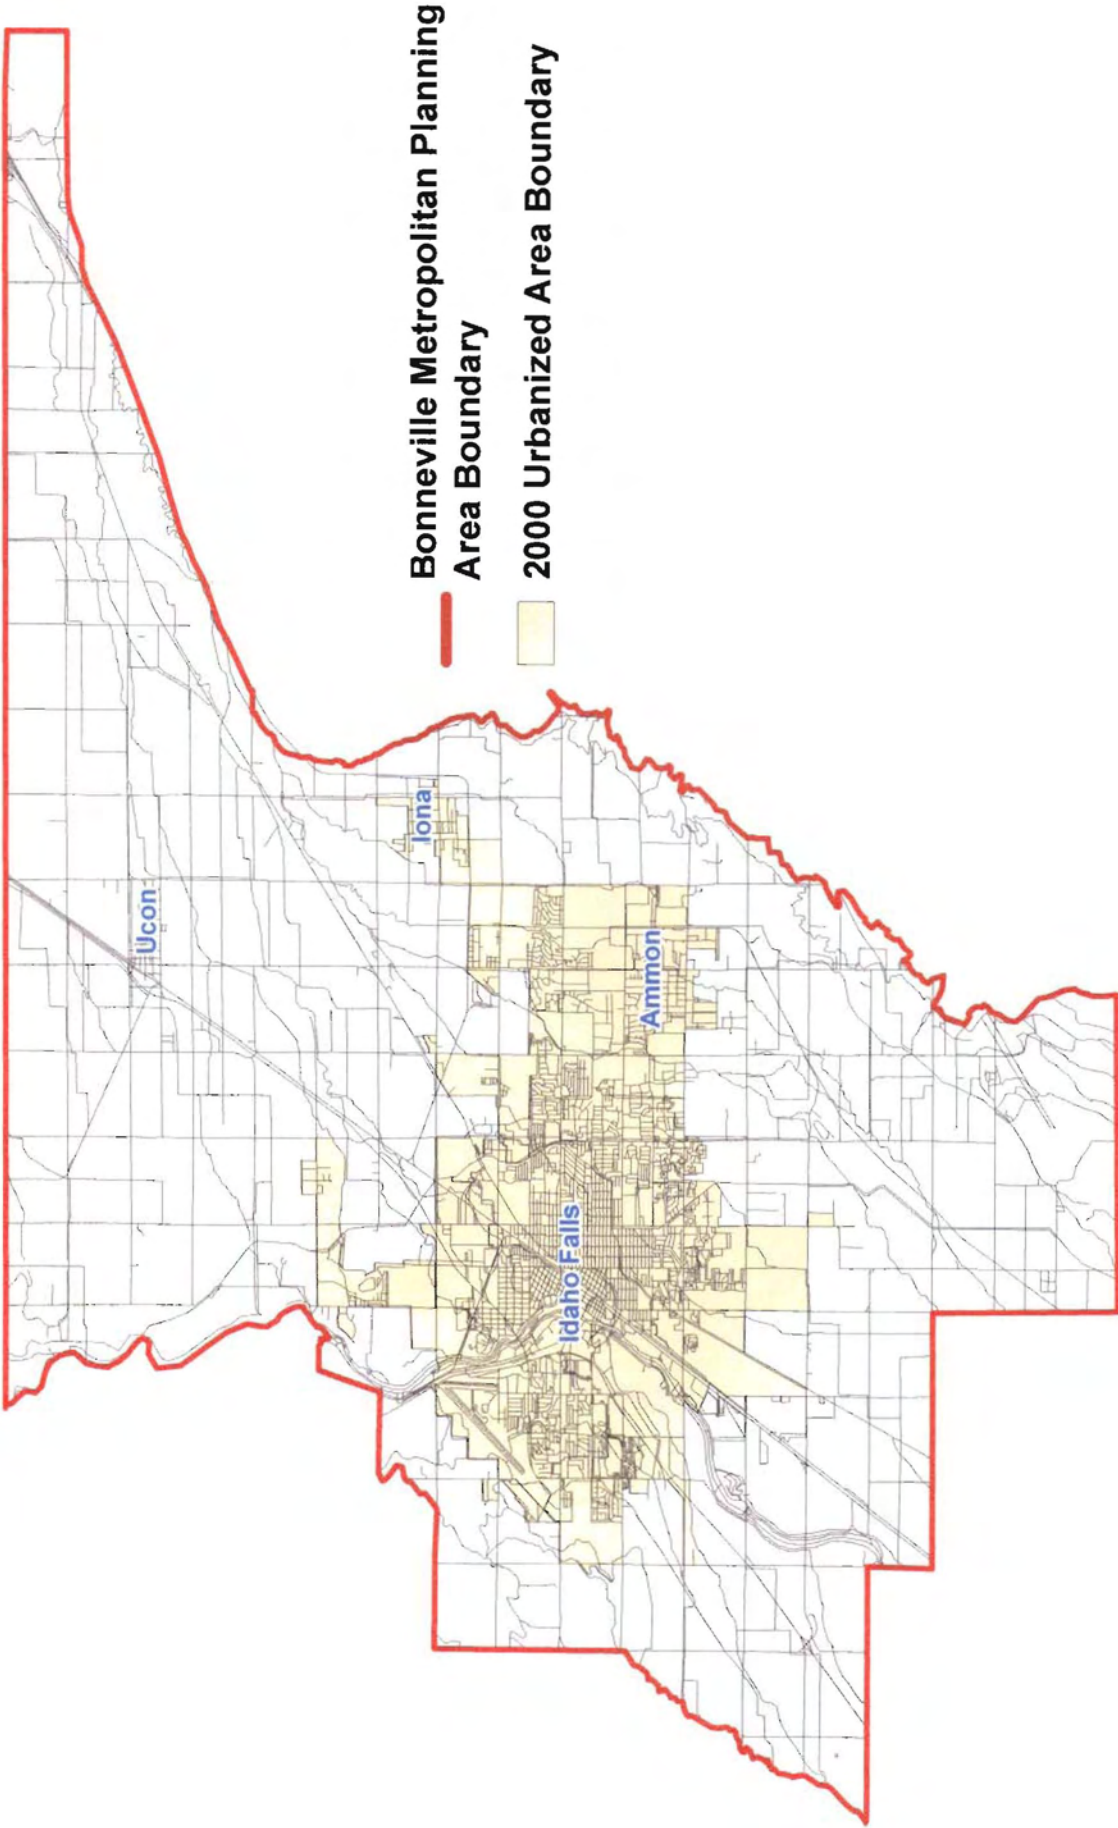 Ucon
Iona
Ammon
Idaho Falls
Bonneville Metropolitan Planning
Area Boundary
2000 Urbanized Area Boundary